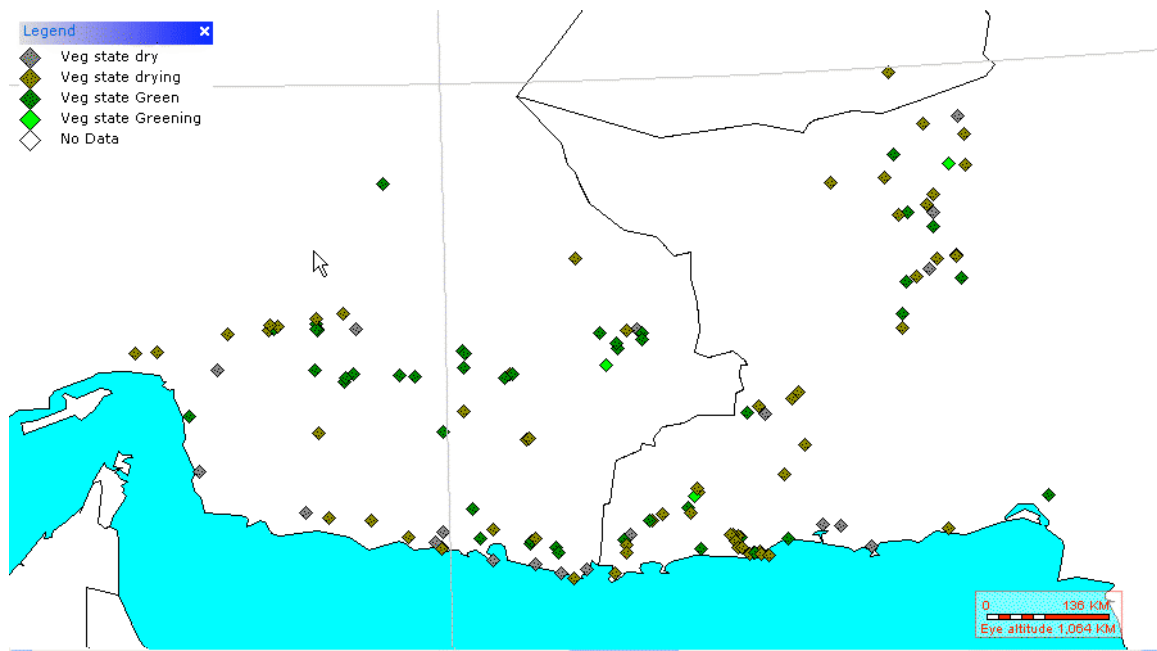 Legend ×
Veg state dry
Veg state drying
Veg state Green
Veg state Greening
No Data
0 136 KM
Eye altitude 1,064 KM